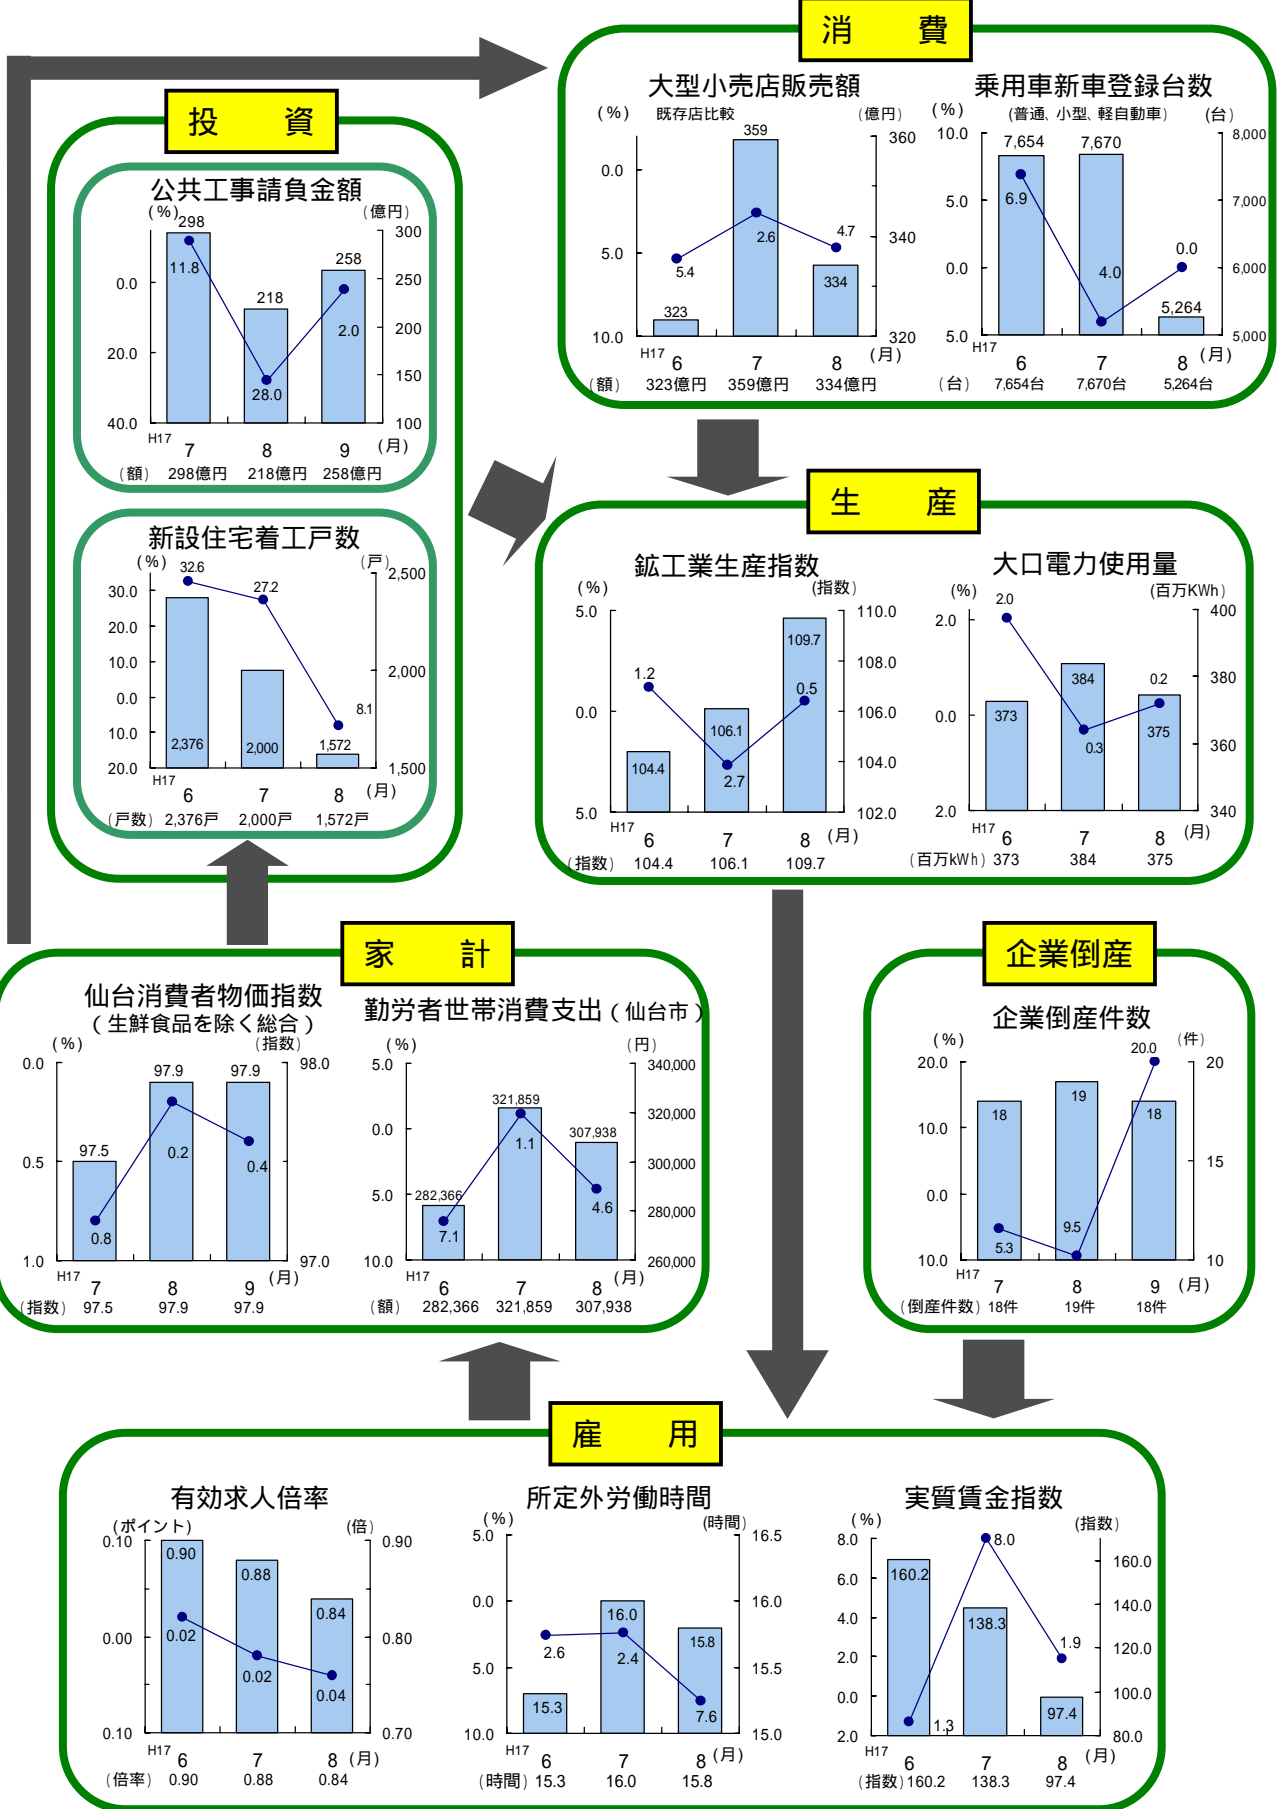 消　費
大型小売店販売額
(%)
既存店比較
(億円)
0.0
5.0
10.0
360
340
320
359
323
334
5.4
2.6
4.7
H17
6
7
8
(月)
(額)
323億円
359億円
334億円
乗用車新車登録台数
(%)
(普通、小型、軽自動車)
(台)
10.0
5.0
0.0
5.0
8,000
7,000
6,000
5,000
7,654
7,670
5,264
6.9
4.0
0.0
H17
6
7
8
(月)
(台)
7,654台
7,670台
5,264台
投　資
公共工事請負金額
(%)
(億円)
0.0
20.0
40.0
300
250
200
150
100
298
218
258
11.8
28.0
2.0
H17
7
8
9
(月)
(額)
298億円
218億円
258億円
新設住宅着工戸数
(%)
(戸)
30.0
20.0
10.0
0.0
10.0
20.0
2,500
2,000
1,500
32.6
27.2
8.1
2,376
2,000
1,572
H17
6
7
8
(月)
(戸数)
2,376戸
2,000戸
1,572戸
生　産
鉱工業生産指数
(%)
(指数)
5.0
0.0
5.0
110.0
108.0
106.0
104.0
102.0
1.2
2.7
0.5
104.4
106.1
109.7
H17
6
7
8
(月)
(指数)
104.4
106.1
109.7
大口電力使用量
(%)
(百万KWh)
2.0
0.0
2.0
400
380
360
340
2.0
0.3
0.2
373
384
375
H17
6
7
8
(月)
(百万kWh)
373
384
375
家　計
仙台消費者物価指数
(生鮮食品を除く総合)
(%)
(指数)
0.0
0.5
1.0
98.0
97.0
97.5
97.9
97.9
0.8
0.2
0.4
H17
7
8
9
(月)
(指数)
97.5
97.9
97.9
勤労者世帯消費支出(仙台市)
(%)
(円)
5.0
0.0
5.0
10.0
340,000
320,000
300,000
280,000
260,000
282,366
321,859
307,938
7.1
1.1
4.6
H17
6
7
8
(月)
(額)
282,366
321,859
307,938
企業倒産
企業倒産件数
(%)
(件)
20.0
10.0
0.0
10.0
20
15
10
18
19
18
5.3
9.5
20.0
H17
7
8
9
(月)
(倒産件数)
18件
19件
18件
雇　用
有効求人倍率
(ポイント)
(倍)
0.10
0.00
0.10
0.90
0.80
0.70
0.90
0.88
0.84
0.02
0.02
0.04
H17
6
7
8
(月)
(倍率)
0.90
0.88
0.84
所定外労働時間
(%)
(時間)
5.0
0.0
5.0
10.0
16.5
16.0
15.5
15.0
2.6
2.4
7.6
15.3
16.0
15.8
H17
6
7
8
(月)
(時間)
15.3
16.0
15.8
実質賃金指数
(%)
(指数)
8.0
6.0
4.0
2.0
0.0
2.0
160.0
140.0
120.0
100.0
80.0
160.2
138.3
97.4
1.3
8.0
1.9
H17
6
7
8
(月)
(指数)
160.2
138.3
97.4